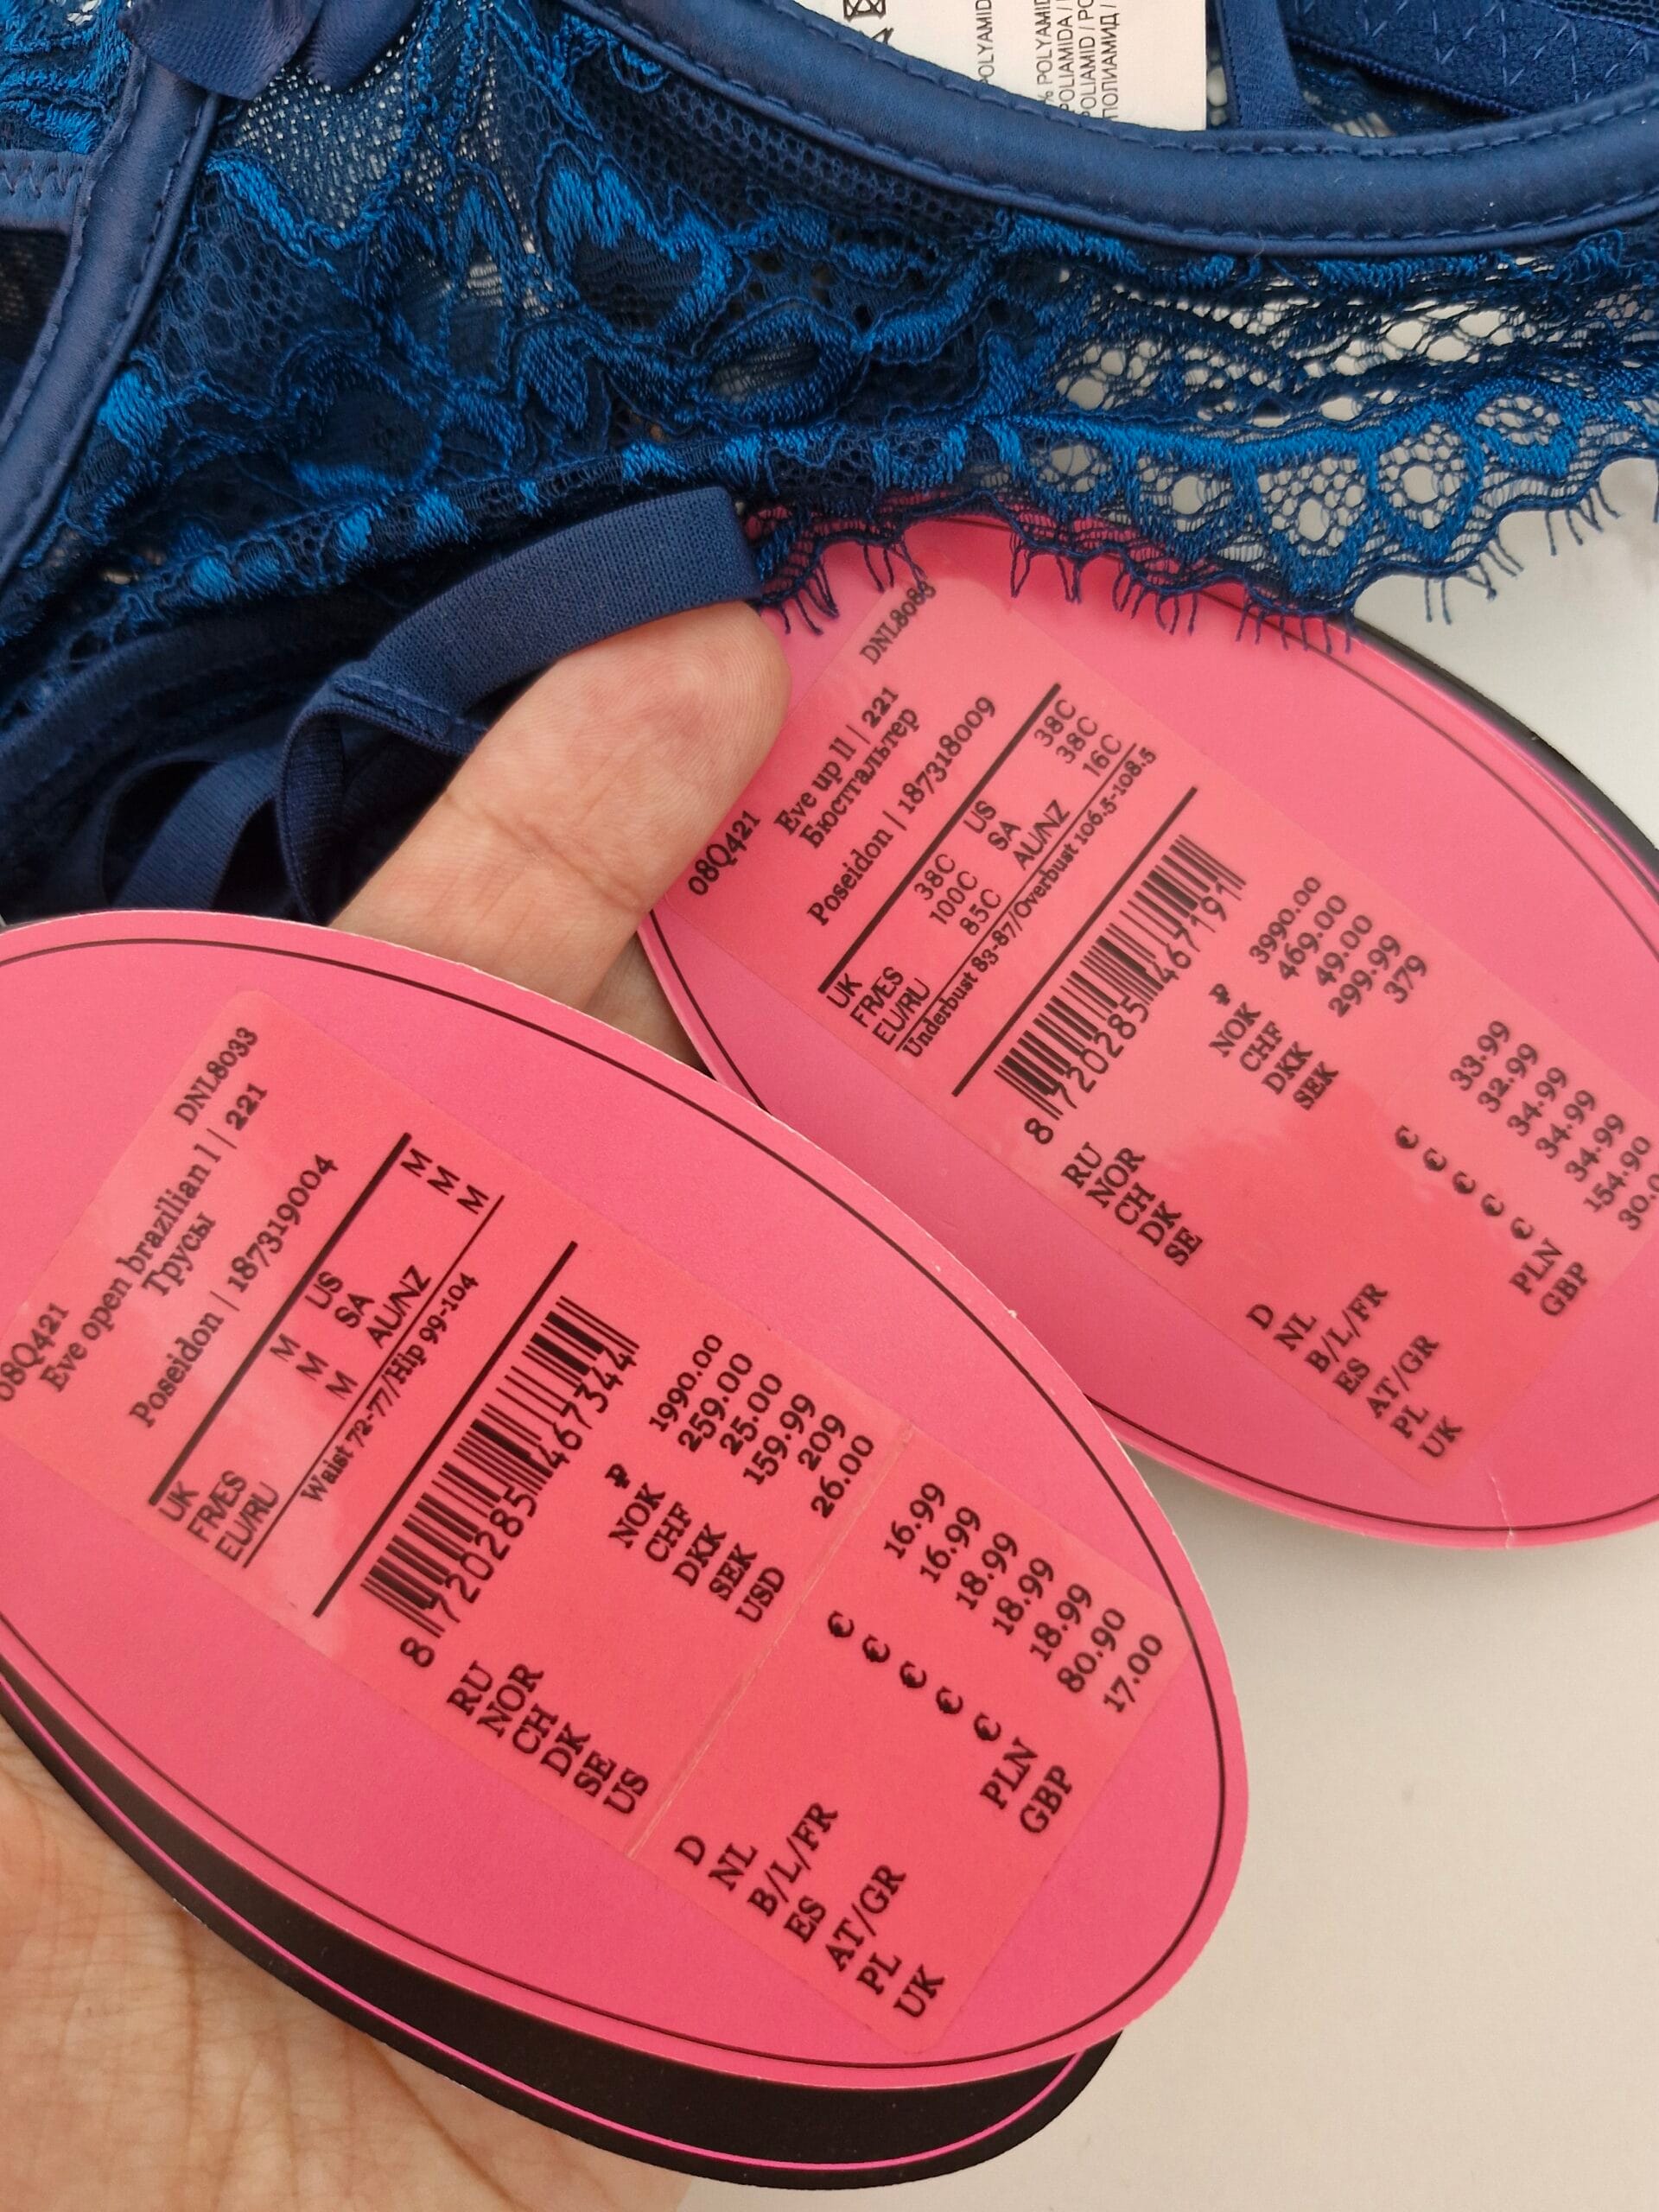 POLYAMID
% POLYAMID
POLIAMIDA /
POLIAMID / PO
ПОЛИАМИД /
DNL8086
08Q421
Eve up ll | 221
Бюстгальтер
Poseidon | 187318009
UK 38C US 38C
FR/ES 100C SA 38C
EU/RU 85C AU/NZ 16C
Underbust 83-87/Overbust 106.5-108.5
8 720285 467191
RU ₽ 3990.00
NOR NOK 469.00
CH CHF 49.00
DK DKK 299.99
SE SEK 379
D € 33.99
NL € 32.99
B/L/FR € 34.99
ES € 34.99
AT/GR € 34.99
PL PLN 154.90
UK GBP
DNL8033
08Q421
Eve open brazilian l | 221
Трусы
Poseidon | 187319004
UK M US M
FR/ES M SA M
EU/RU M AU/NZ M
Waist 72-77/Hip 99-104
8 720285 467344
RU ₽ 1990.00
NOR NOK 259.00
CH CHF 25.00
DK DKK 159.99
SE SEK 209
US USD 26.00
D € 16.99
NL € 16.99
B/L/FR € 18.99
ES € 18.99
AT/GR € 18.99
PL PLN 80.90
UK GBP 17.00